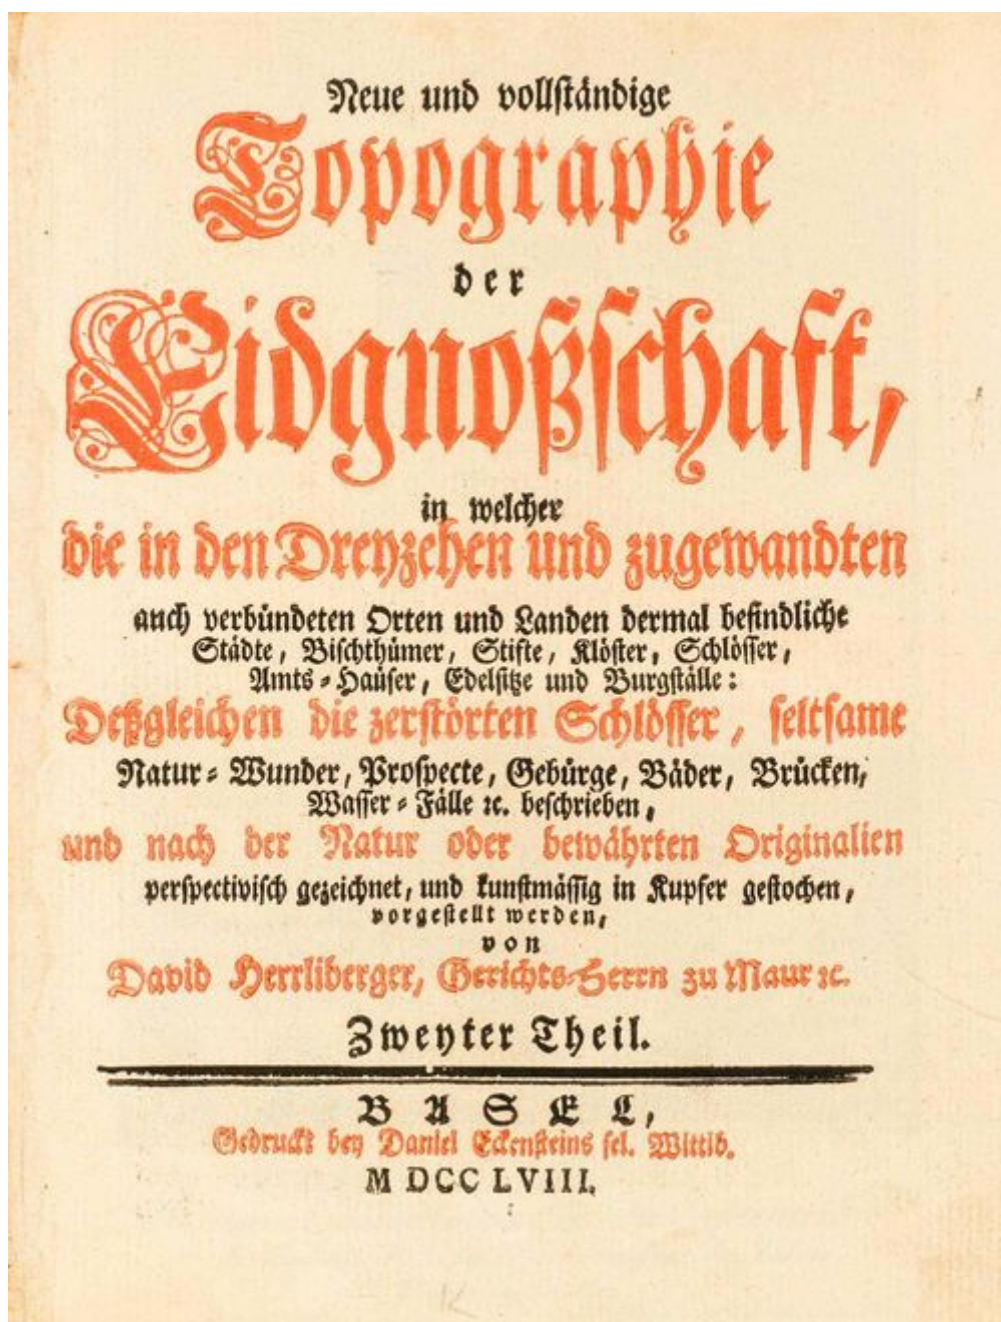 Neue und vollständige
Topographie
der
Eidgnoßschaft,
in welcher
die in den Dreyzehen und zugewandten
auch verbündeten Orten und Landen dermal befindliche
Städte, Bischthümer, Stifte, Klöster, Schlösser,
Amts-Haüser, Edelsitze und Burgställe:
Deßgleichen die zerstörten Schlösser, seltsame
Natur-Wunder, Prospecte, Gebürge, Bäder, Brücken,
Wasser-Fälle ꝛc. beschrieben,
und nach der Natur oder bewährten Originalien
perspectivisch gezeichnet, und kunstmässig in Kupfer gestochen,
vorgestellt werden,
von
David Herrliberger, Gerichts-Herrn zu Maur ꝛc.
Zweyter Theil.
BASEL,
Gedruckt bey Daniel Eckensteins sel. Wittib.
MDCCLVIII.